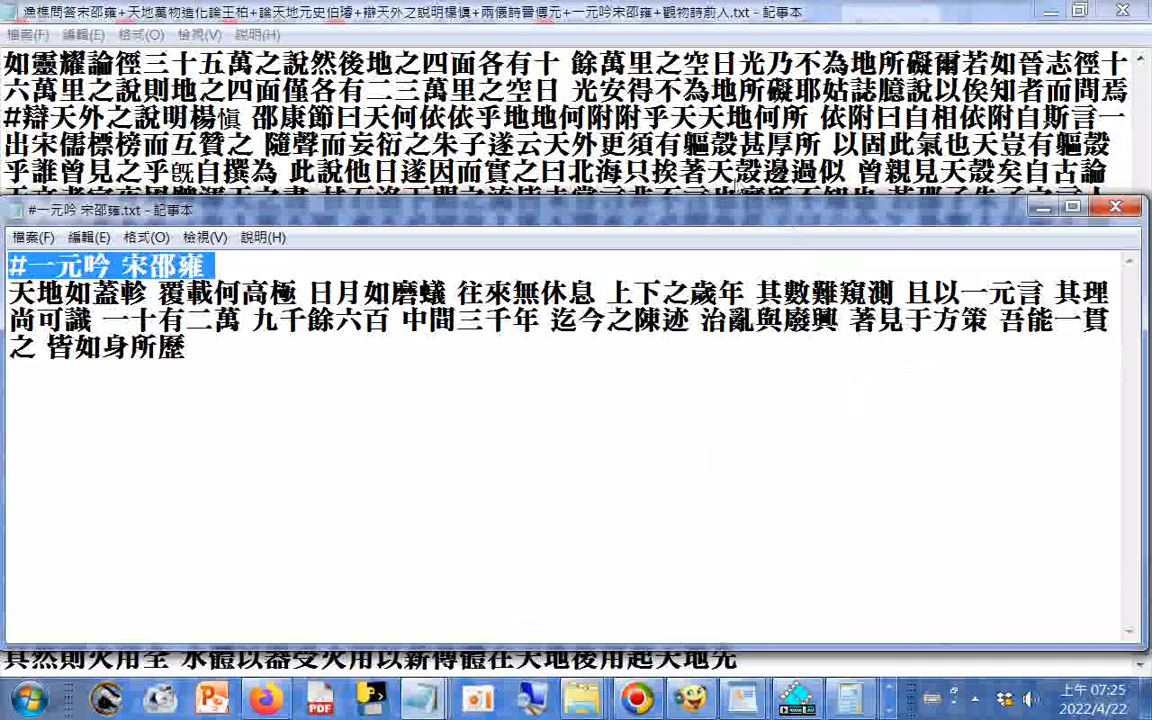 漁樵問答宋邵雍+天地萬物造化論王柏+論天地元史伯璿+辯天外之說明楊愼+兩儀詩晉傅元+一元吟宋邵雍+觀物詩前人.txt - 記事本
檔案(F) 編輯(E) 格式(O) 檢視(V) 說明(H)
如靈耀論徑三十五萬之說然後地之四面各有十 餘萬里之空日光乃不為地所礙爾若如晉志徑十
六萬里之說則地之四面僅各有二三萬里之空日 光安得不為地所礙耶姑誌臆說以俟知者而問焉
#辯天外之說明楊愼 邵康節曰天何依依乎地地何附附乎天天地何所 依附曰自相依附自斯言一
出宋儒標榜而互贊之 隨聲而妄衍之朱子遂云天外更須有軀殼甚厚所 以固此氣也天豈有軀殼
乎誰曾見之乎旣自撰為 此說他日遂因而實之曰北海只挨著天殼邊過似 曾親見天殼矣自古論
#一元吟 宋邵雍.txt - 記事本
檔案(F) 編輯(E) 格式(O) 檢視(V) 說明(H)
#一元吟 宋邵雍
天地如蓋軫 覆載何高極 日月如磨蟻 往來無休息 上下之歲年 其數難窺測 且以一元言 其理
尚可識 一十有二萬 九千餘六百 中間三千年 迄今之陳迹 治亂與廢興 著見于方策 吾能一貫
之 皆如身所歷
其然則火用全 水體以器受火用以薪傳體在天地後用起天地先
上午 07:25
2022/4/22